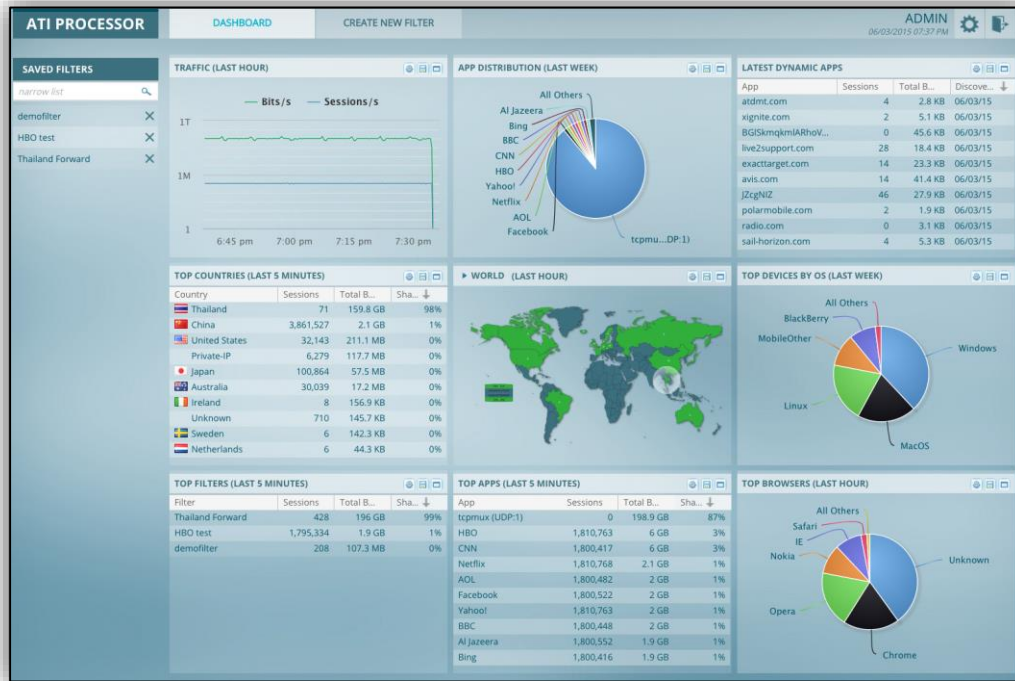 ATI PROCESSOR
DASHBOARD
CREATE NEW FILTER
ADMIN
06/03/2015 07:37 PM
SAVED FILTERS
narrow list
demofilter
HBO test
Thailand Forward
TRAFFIC (LAST HOUR)
Bits/s Sessions/s
1T
1M
1
6:45 pm 7:00 pm 7:15 pm 7:30 pm
APP DISTRIBUTION (LAST WEEK)
All Others
Al Jazeera
Bing
BBC
CNN
HBO
Yahoo!
Netflix
AOL
Facebook
tcpmu...DP:1)
LATEST DYNAMIC APPS
App Sessions Total B... Discove...
atdmt.com 4 2.8 KB 06/03/15
xignite.com 2 5.1 KB 06/03/15
0 45.6 KB 06/03/15
live2support.com 28 18.4 KB 06/03/15
exacttarget.com 14 23.3 KB 06/03/15
avis.com 14 41.4 KB 06/03/15
JZcgNIZ 46 27.9 KB 06/03/15
polarmobile.com 2 1.9 KB 06/03/15
radio.com 0 3.1 KB 06/03/15
sail-horizon.com 4 5.3 KB 06/03/15
TOP COUNTRIES (LAST 5 MINUTES)
Country Sessions Total B... Sha...
Thailand 71 159.8 GB 98%
China 3,861,527 2.1 GB 1%
United States 32,143 211.1 MB 0%
Private-IP 6,279 117.7 MB 0%
Japan 100,864 57.5 MB 0%
Australia 30,039 17.2 MB 0%
Ireland 8 156.9 KB 0%
Unknown 710 145.7 KB 0%
Sweden 6 142.3 KB 0%
Netherlands 6 44.3 KB 0%
WORLD (LAST HOUR)
TOP DEVICES BY OS (LAST WEEK)
All Others
BlackBerry
MobileOther
Windows
Linux
MacOS
TOP FILTERS (LAST 5 MINUTES)
Filter Sessions Total B... Sha...
Thailand Forward 428 196 GB 99%
HBO test 1,795,334 1.9 GB 1%
demofilter 208 107.3 MB 0%
TOP APPS (LAST 5 MINUTES)
App Sessions Total B... Sha...
tcpmux (UDP:1) 0 198.9 GB 87%
HBO 1,810,763 6 GB 3%
CNN 1,800,417 6 GB 3%
Netflix 1,810,768 2.1 GB 1%
AOL 1,800,482 2 GB 1%
Facebook 1,800,522 2 GB 1%
Yahoo! 1,810,763 2 GB 1%
BBC 1,800,448 2 GB 1%
Al Jazeera 1,800,552 1.9 GB 1%
Bing 1,800,416 1.9 GB 1%
TOP BROWSERS (LAST HOUR)
All Others
Safari
IE
Nokia
Unknown
Opera
Chrome